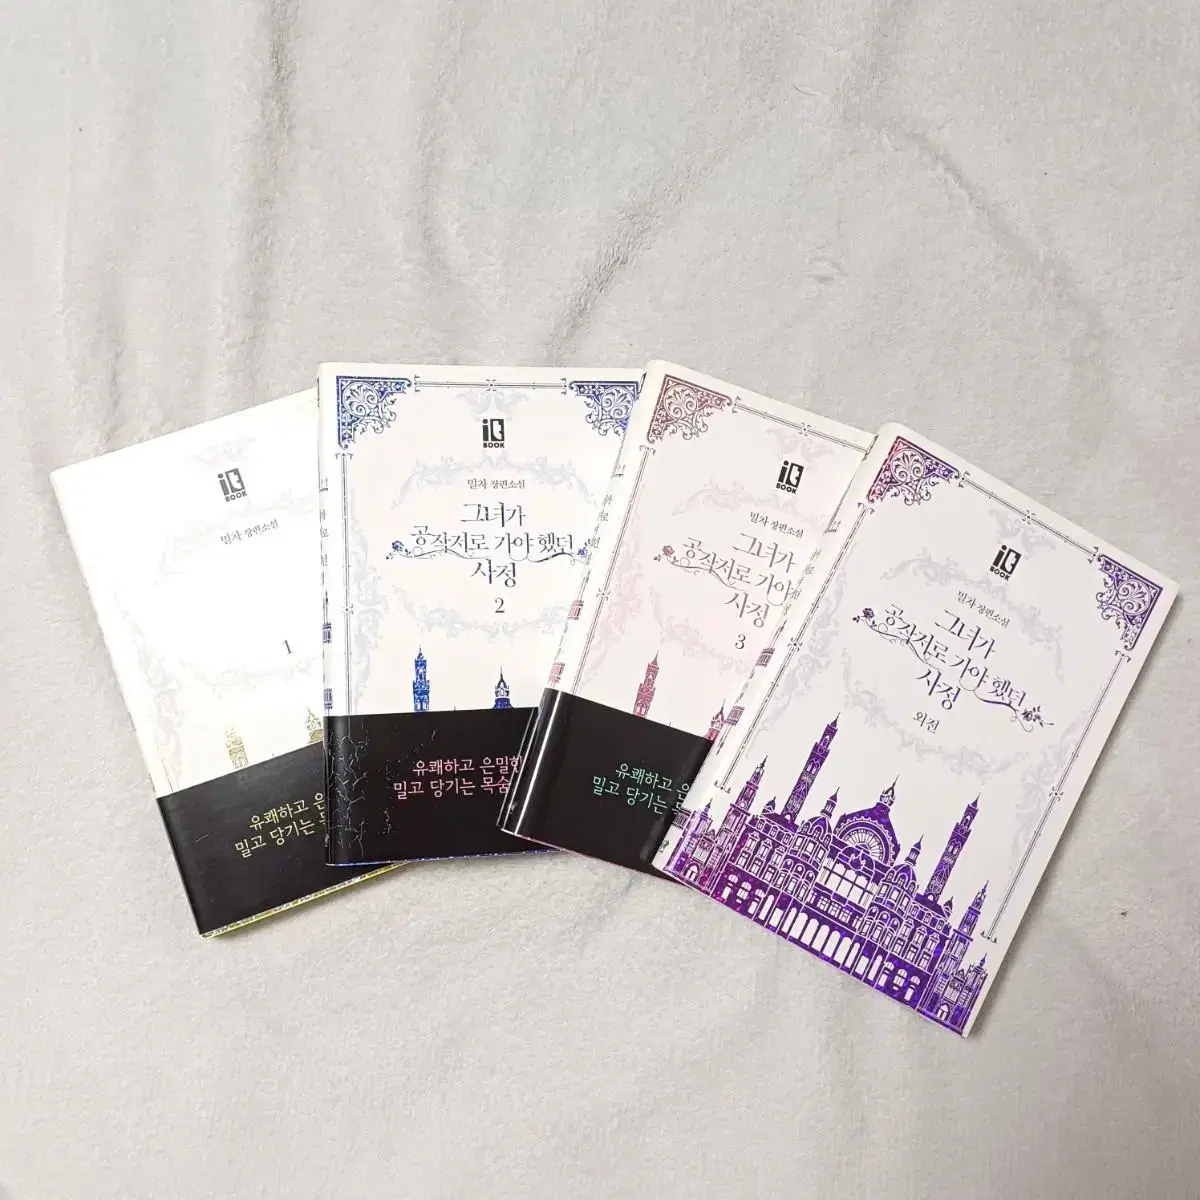 it
BOOK
밀차 장편소설
1
유쾌하고 은
밀고 당기는
it
BOOK
밀차 장편소설
그녀가
공작저로 가야 했던
사정
2
유쾌하고 은밀한
밀고 당기는 목숨
it
BOOK
밀차 장편소설
그녀가
공작저로 가야
사정
3
유쾌하고
밀고 당기는
it
BOOK
밀차 장편소설
그녀가
공작저로 가야 했던
사정
외전